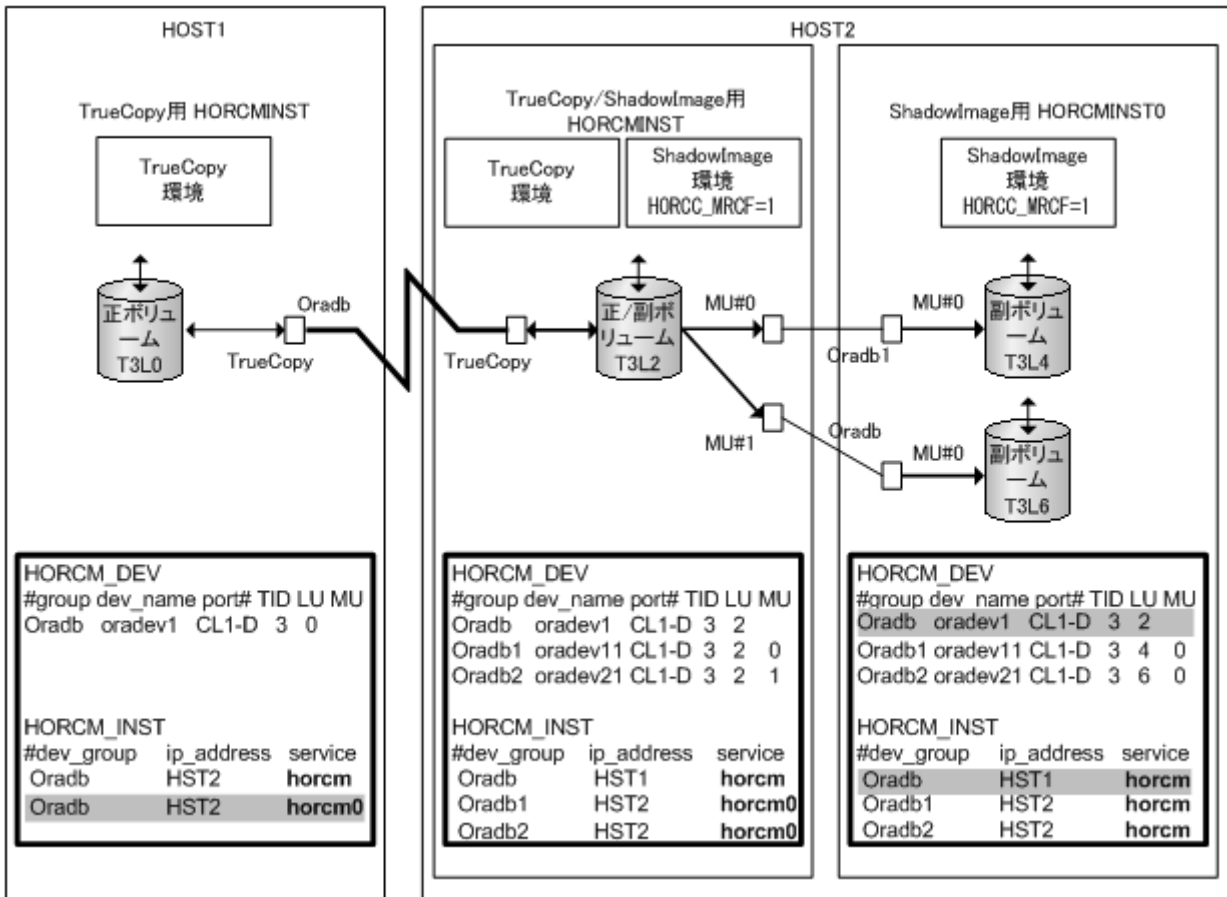 HOST1
TrueCopy用 HORCMINST
TrueCopy
環境
正ボリュ
ーム
T3L0
Oradb
TrueCopy
HORCM_DEV
#group dev_name port# TID LU MU
Oradb oradev1 CL1-D 3 0
HORCM_INST
#dev_group ip_address service
Oradb HST2 horcm
Oradb HST2 horcm0
HOST2
TrueCopy/ShadowImage用
HORCMINST
TrueCopy
環境
ShadowImage
環境
HORCC_MRCF=1
TrueCopy
正/副ボ
リューム
T3L2
MU#0
MU#1
HORCM_DEV
#group dev_name port# TID LU MU
Oradb oradev1 CL1-D 3 2
Oradb1 oradev11 CL1-D 3 2 0
Oradb2 oradev21 CL1-D 3 2 1
HORCM_INST
#dev_group ip_address service
Oradb HST1 horcm
Oradb1 HST2 horcm0
Oradb2 HST2 horcm0
ShadowImage用 HORCMINST0
ShadowImage
環境
HORCC_MRCF=1
Oradb1
MU#0
副ボリュ
ーム
T3L4
Oradb
MU#0
副ボリュ
ーム
T3L6
HORCM_DEV
#group dev_name port# TID LU MU
Oradb oradev1 CL1-D 3 2
Oradb1 oradev11 CL1-D 3 4 0
Oradb2 oradev21 CL1-D 3 6 0
HORCM_INST
#dev_group ip_address service
Oradb HST1 horcm
Oradb1 HST2 horcm
Oradb2 HST2 horcm